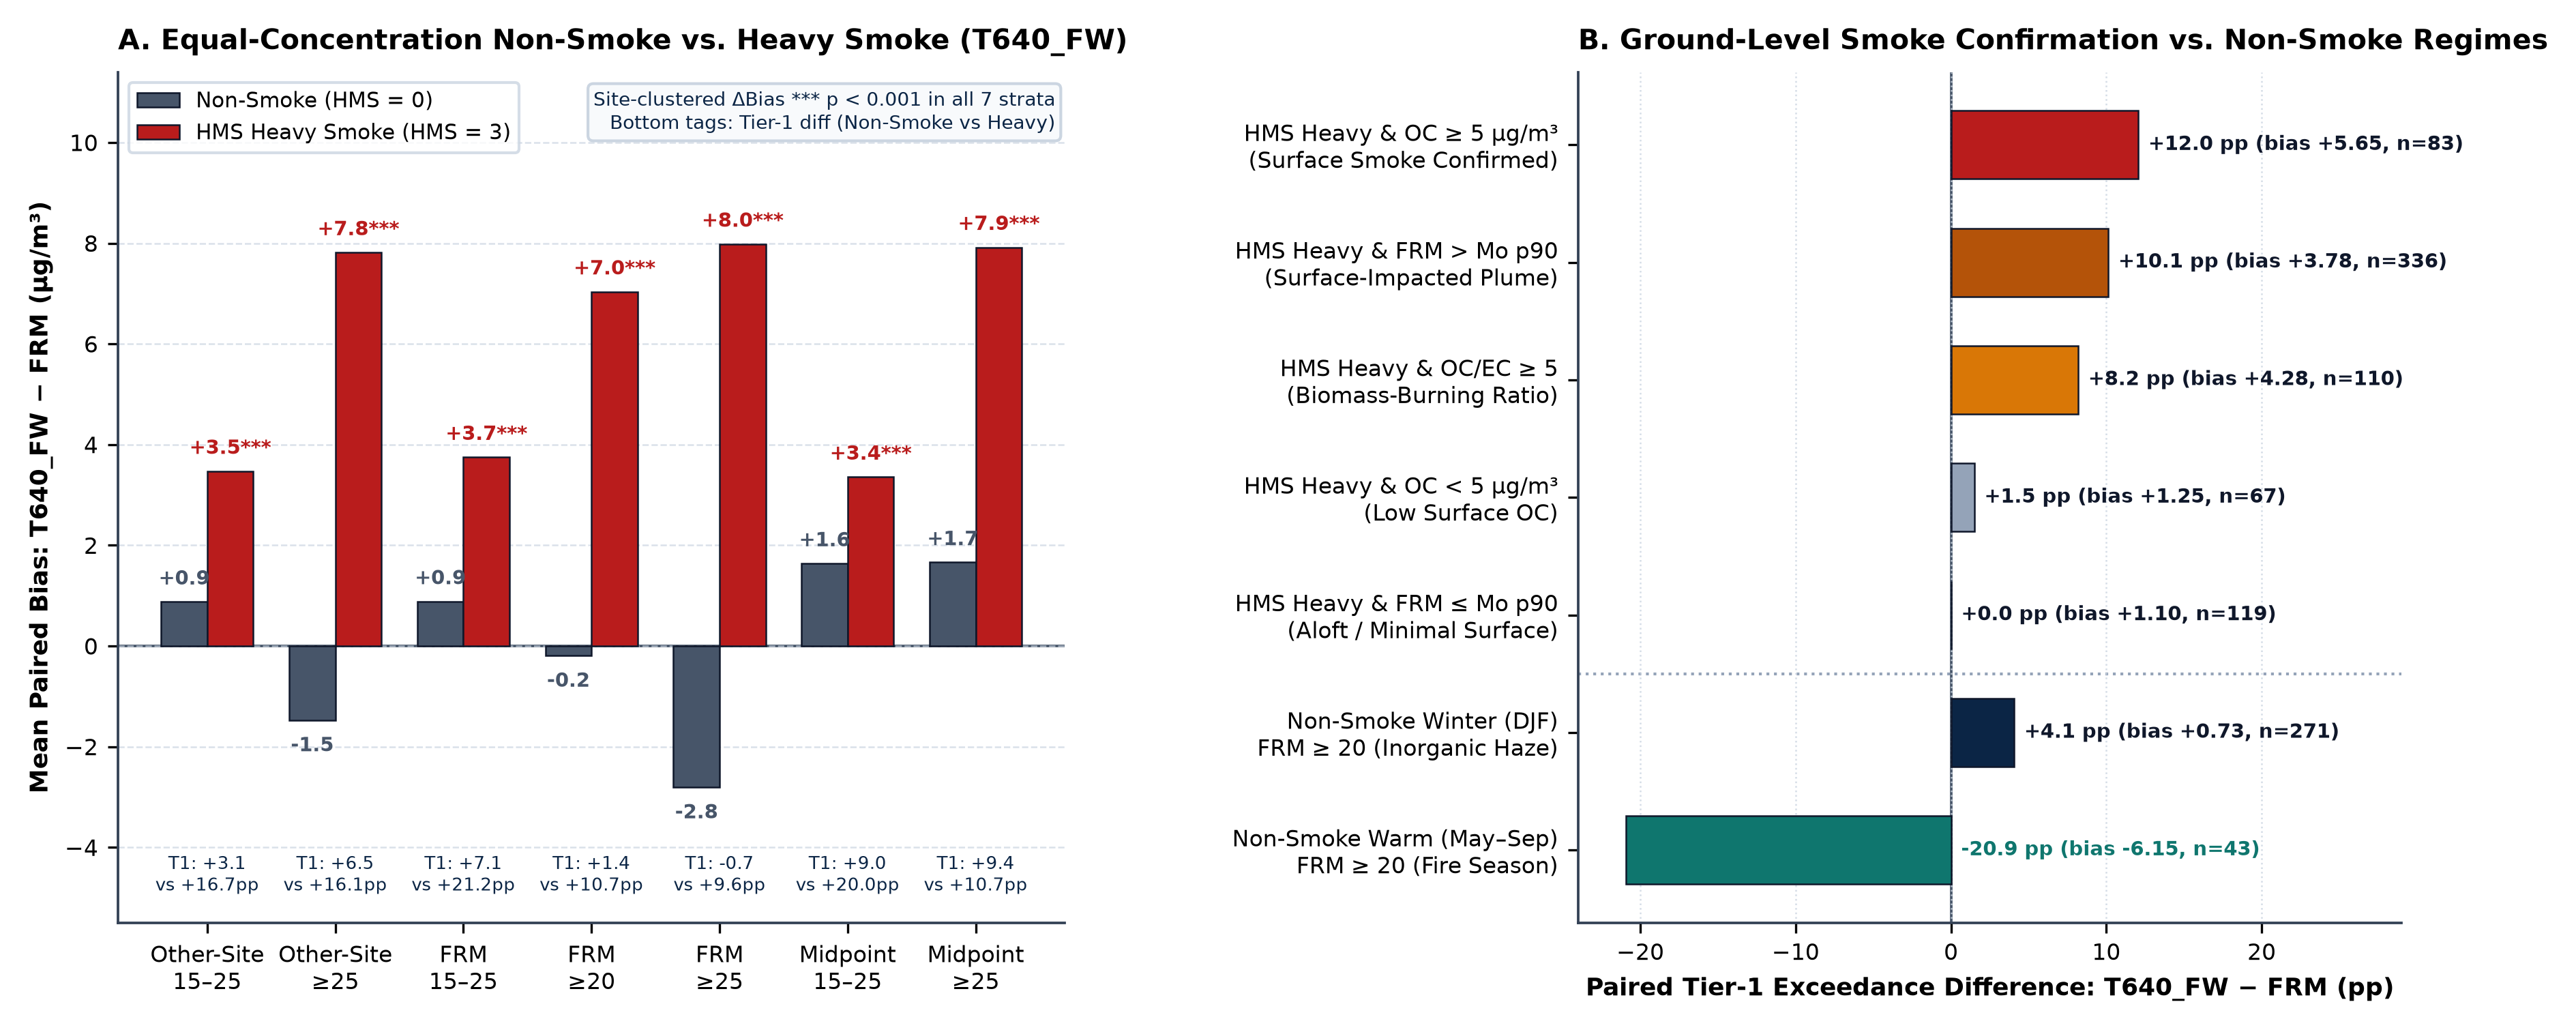 A. Equal-Concentration Non-Smoke vs. Heavy Smoke (T640_FW)
Non-Smoke (HMS = 0)
HMS Heavy Smoke (HMS = 3)
Site-clustered ΔBias *** p < 0.001 in all 7 strata
Bottom tags: Tier-1 diff (Non-Smoke vs Heavy)
Mean Paired Bias: T640_FW − FRM (µg/m³)
10
8
6
4
2
0
−2
−4
+0.9
+3.5***
-1.5
+7.8***
+0.9
+3.7***
-0.2
+7.0***
-2.8
+8.0***
+1.6
+3.4***
+1.7
+7.9***
T1: +3.1
vs +16.7pp
T1: +6.5
vs +16.1pp
T1: +7.1
vs +21.2pp
T1: +1.4
vs +10.7pp
T1: -0.7
vs +9.6pp
T1: +9.0
vs +20.0pp
T1: +9.4
vs +10.7pp
Other-Site
15–25
Other-Site
≥25
FRM
15–25
FRM
≥20
FRM
≥25
Midpoint
15–25
Midpoint
≥25
B. Ground-Level Smoke Confirmation vs. Non-Smoke Regimes
HMS Heavy & OC ≥ 5 µg/m³
(Surface Smoke Confirmed)
+12.0 pp (bias +5.65, n=83)
HMS Heavy & FRM > Mo p90
(Surface-Impacted Plume)
+10.1 pp (bias +3.78, n=336)
HMS Heavy & OC/EC ≥ 5
(Biomass-Burning Ratio)
+8.2 pp (bias +4.28, n=110)
HMS Heavy & OC < 5 µg/m³
(Low Surface OC)
+1.5 pp (bias +1.25, n=67)
HMS Heavy & FRM ≤ Mo p90
(Aloft / Minimal Surface)
+0.0 pp (bias +1.10, n=119)
Non-Smoke Winter (DJF)
FRM ≥ 20 (Inorganic Haze)
+4.1 pp (bias +0.73, n=271)
Non-Smoke Warm (May–Sep)
FRM ≥ 20 (Fire Season)
-20.9 pp (bias -6.15, n=43)
−20
−10
0
10
20
Paired Tier-1 Exceedance Difference: T640_FW − FRM (pp)